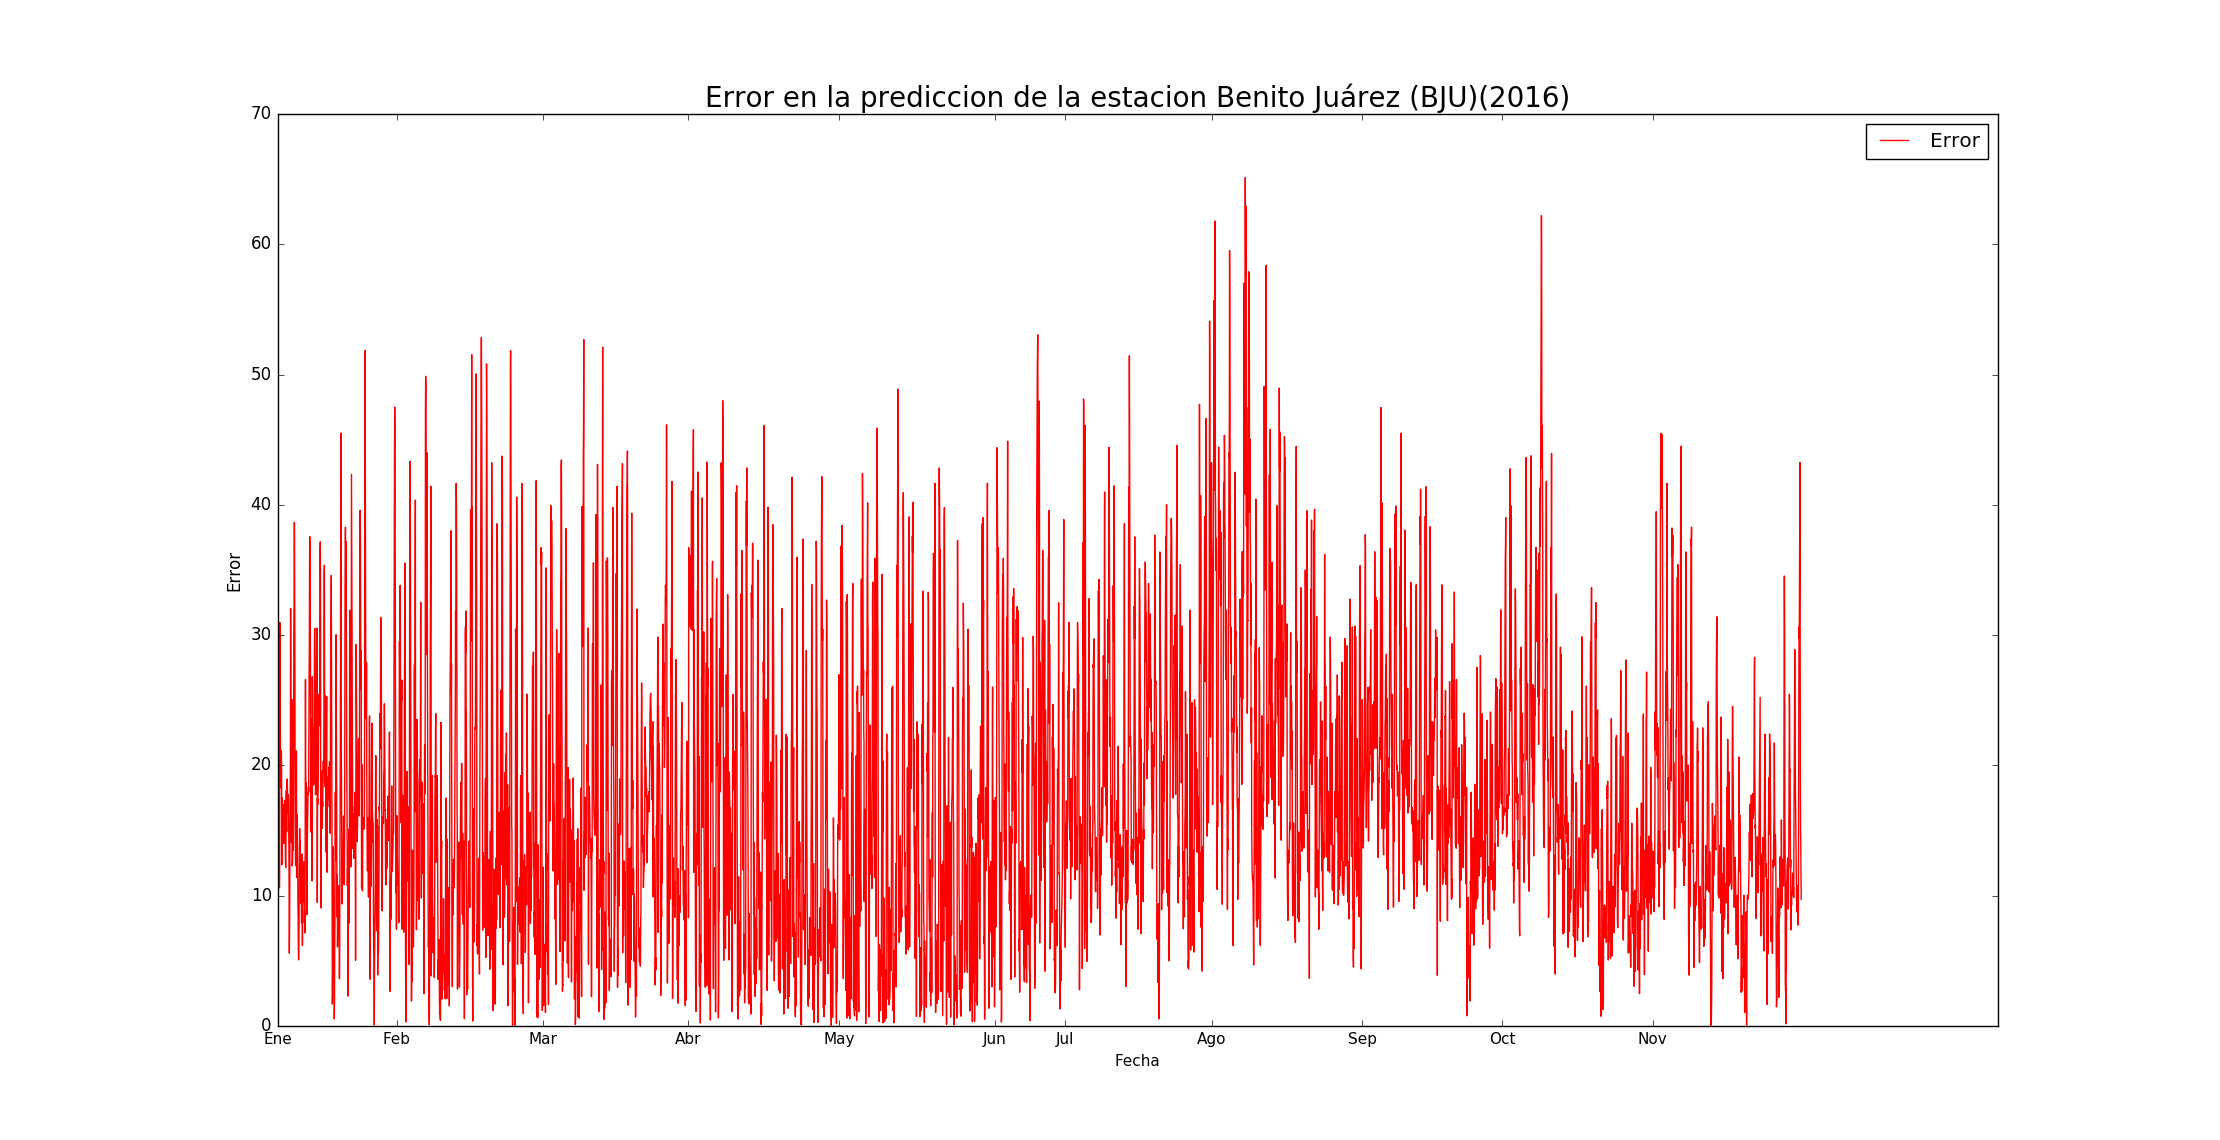 Error en la prediccion de la estacion Benito Juárez (BJU)(2016)
70
Error
60
50
40
30
20
10
0
Error
Ene Feb Mar Abr May Jun Jul Ago Sep Oct Nov
Fecha